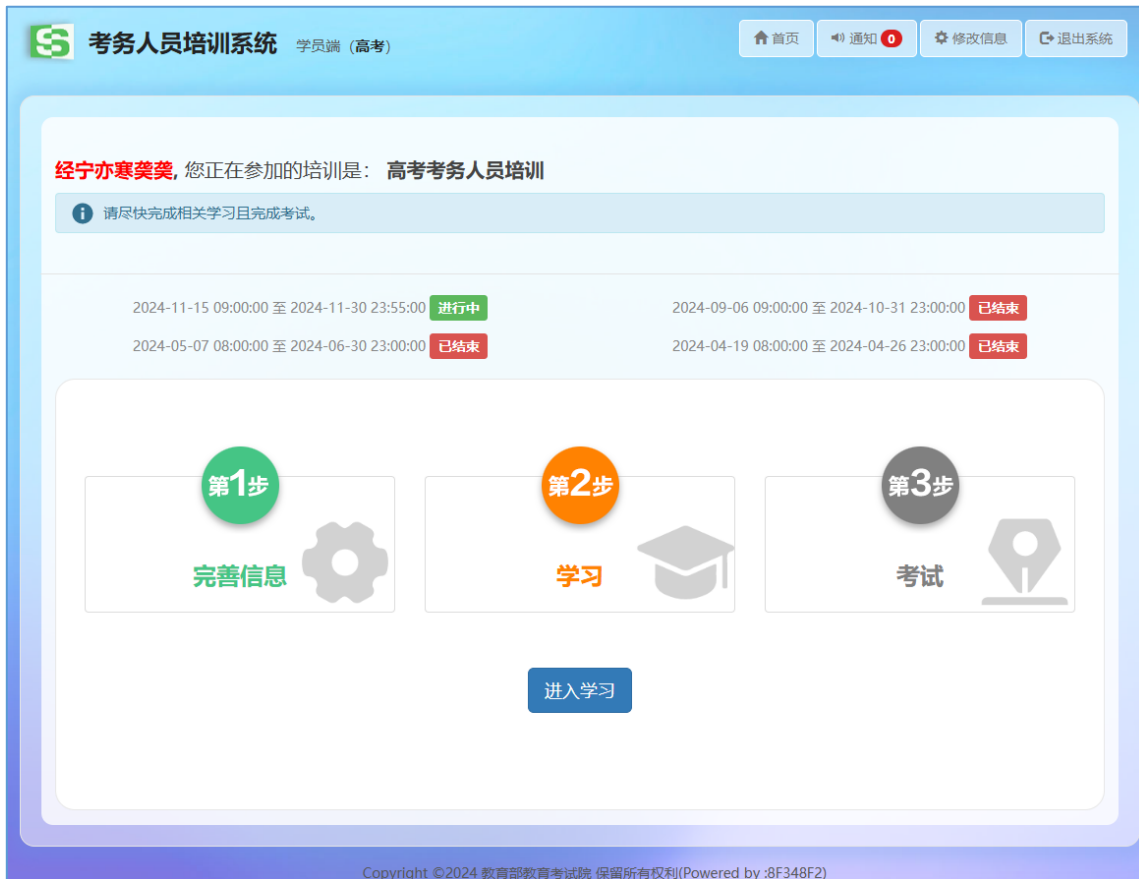 考务人员培训系统 学员端 (高考)
首页 通知 0 修改信息 退出系统
经宁亦寒蒌蒌, 您正在参加的培训是： 高考考务人员培训
请尽快完成相关学习且完成考试。
2024-11-15 09:00:00 至 2024-11-30 23:55:00 进行中
2024-09-06 09:00:00 至 2024-10-31 23:00:00 已结束
2024-05-07 08:00:00 至 2024-06-30 23:00:00 已结束
2024-04-19 08:00:00 至 2024-04-26 23:00:00 已结束
第1步
完善信息
第2步
学习
第3步
考试
进入学习
Copyright ©2024 教育部教育考试院 保留所有权利(Powered by :8F348F2)